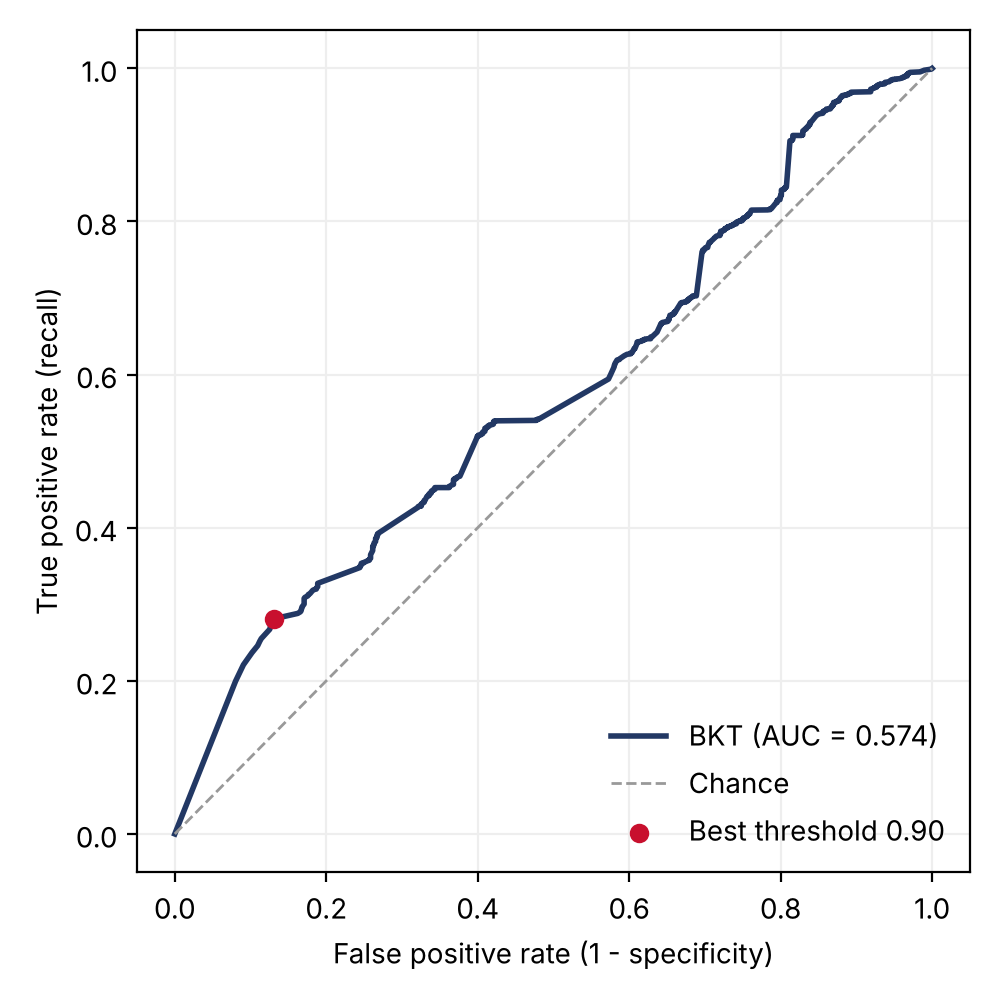 1.0
0.8
0.6
0.4
0.2
0.0
True positive rate (recall)
BKT (AUC = 0.574)
Chance
Best threshold 0.90
0.0 0.2 0.4 0.6 0.8 1.0
False positive rate (1 - specificity)